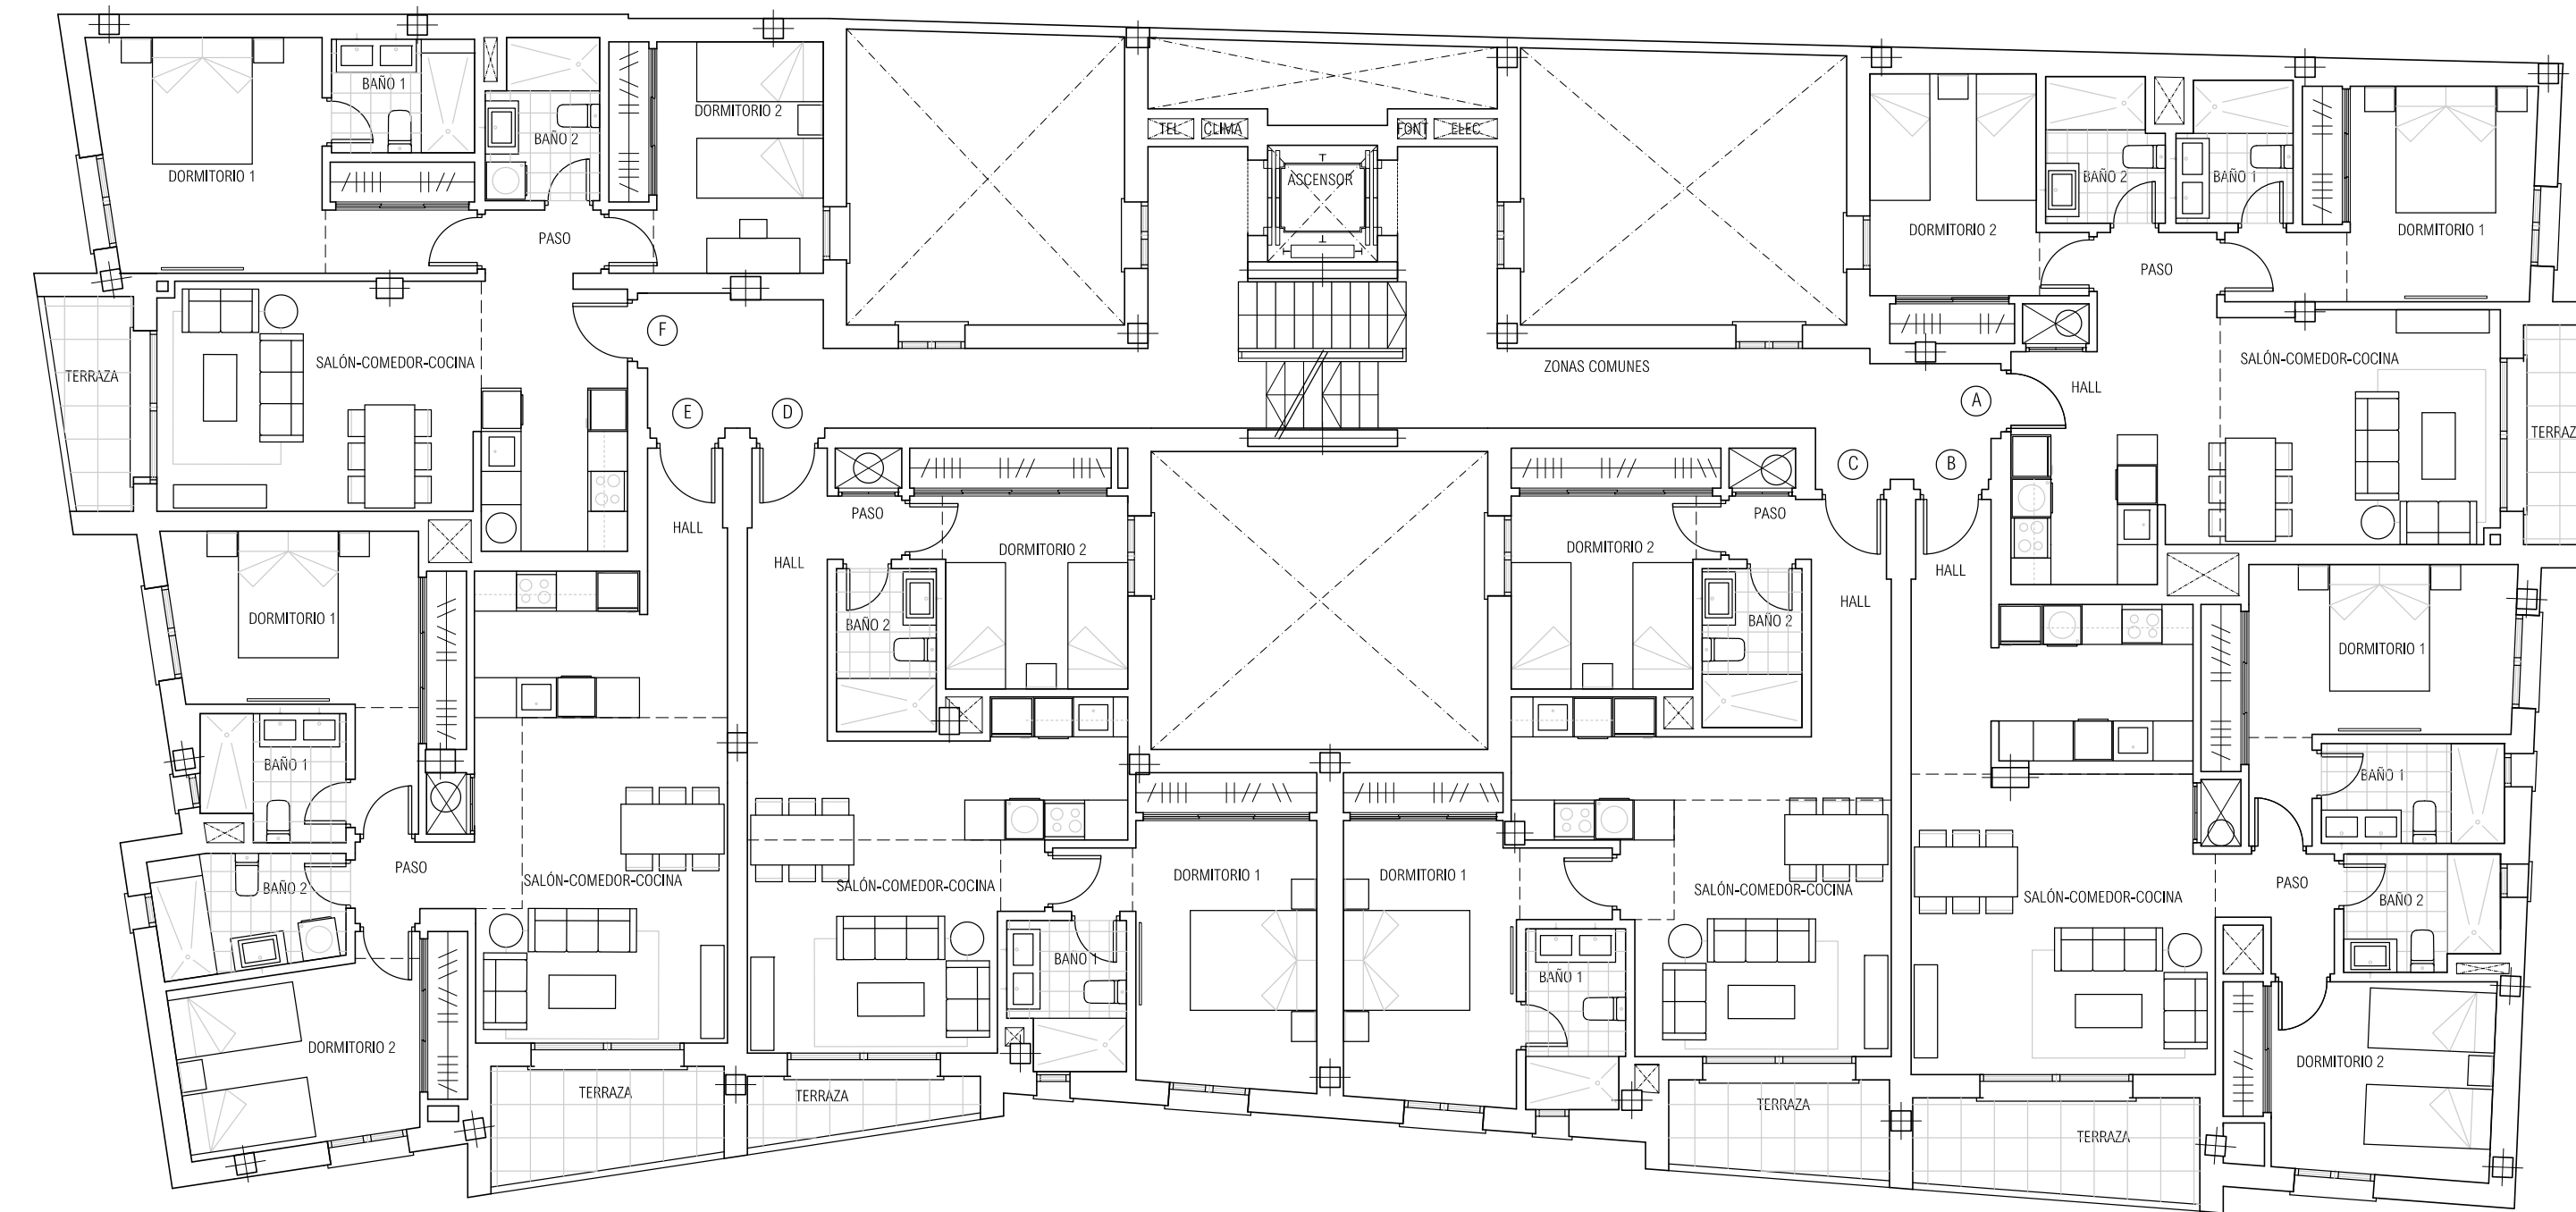 BAÑO 1
DORMITORIO 2
TEL
CLIMA
FONT
ELEC
BAÑO 2
DORMITORIO 1
ASCENSOR
BAÑO 2
BAÑO 1
DORMITORIO 2
DORMITORIO 1
PASO
PASO
F
SALÓN-COMEDOR-COCINA
TERRAZA
ZONAS COMUNES
SALÓN-COMEDOR-COCINA
HALL
E
D
A
TERRAZ
C
B
HALL
PASO
PASO
DORMITORIO 2
DORMITORIO 2
HALL
HALL
DORMITORIO 1
BAÑO 2
BAÑO 2
HALL
DORMITORIO 1
BAÑO 1
BAÑO 1
PASO
SALÓN-COMEDOR-COCINA
SALÓN-COMEDOR-COCINA
DORMITORIO 1
DORMITORIO 1
SALÓN-COMEDOR-COCINA
SALÓN-COMEDOR-COCINA
PASO
BAÑO 2
BAÑO 2
BAÑO 1
BAÑO 1
DORMITORIO 2
DORMITORIO 2
TERRAZA
TERRAZA
TERRAZA
TERRAZA